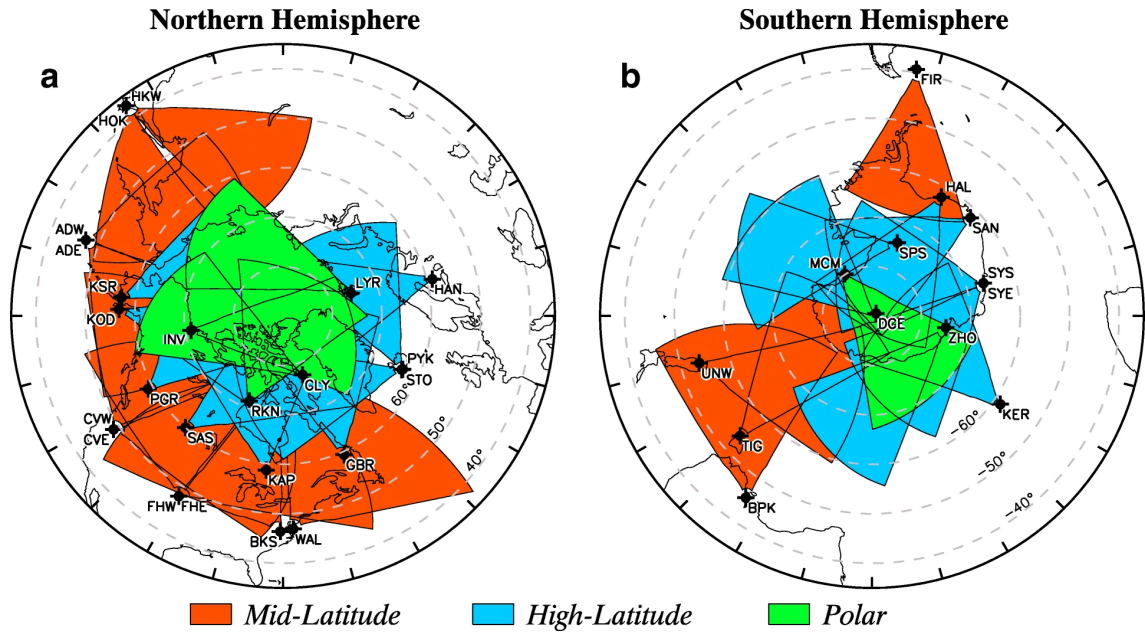 Northern Hemisphere
Southern Hemisphere
a
b
HKW
HOK
ADW
ADE
KSR
KOD
INV
LYR
HAN
PYK
STO
CLY
RKN
PGR
CVW
CVE
SAS
GBR
KAP
FHW FHE
BKS
WAL
60°
50°
40°
FIR
HAL
SAN
SPS
MCM
SYS
SYE
DCE
ZHO
UNW
KER
TIG
BPK
-60°
-50°
-40°
Mid-Latitude
High-Latitude
Polar